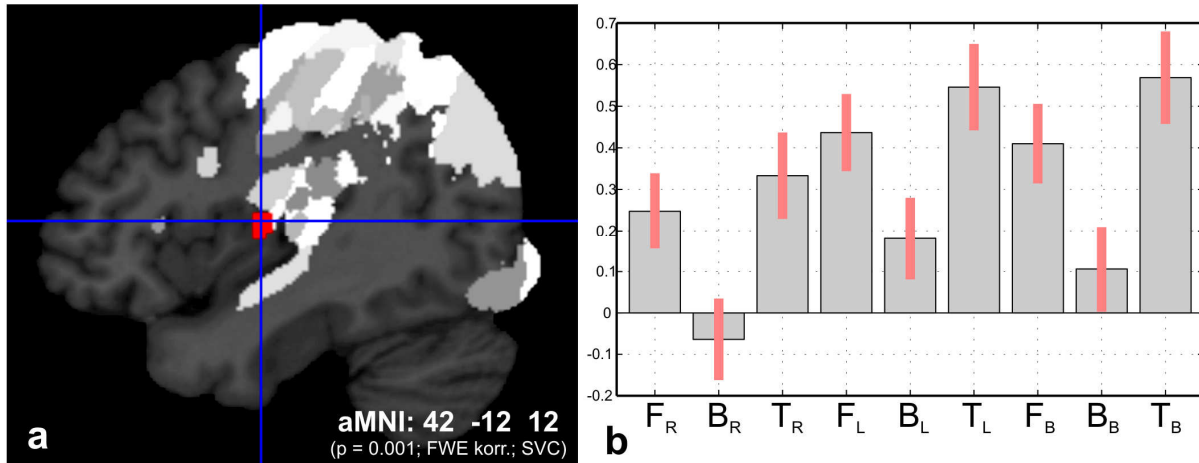 a
aMNI: 42 -12 12
(p = 0.001; FWE korr.; SVC)
0.7
0.6
0.5
0.4
0.3
0.2
0.1
0
-0.1
-0.2
F_R B_R T_R F_L B_L T_L F_B B_B T_B
b